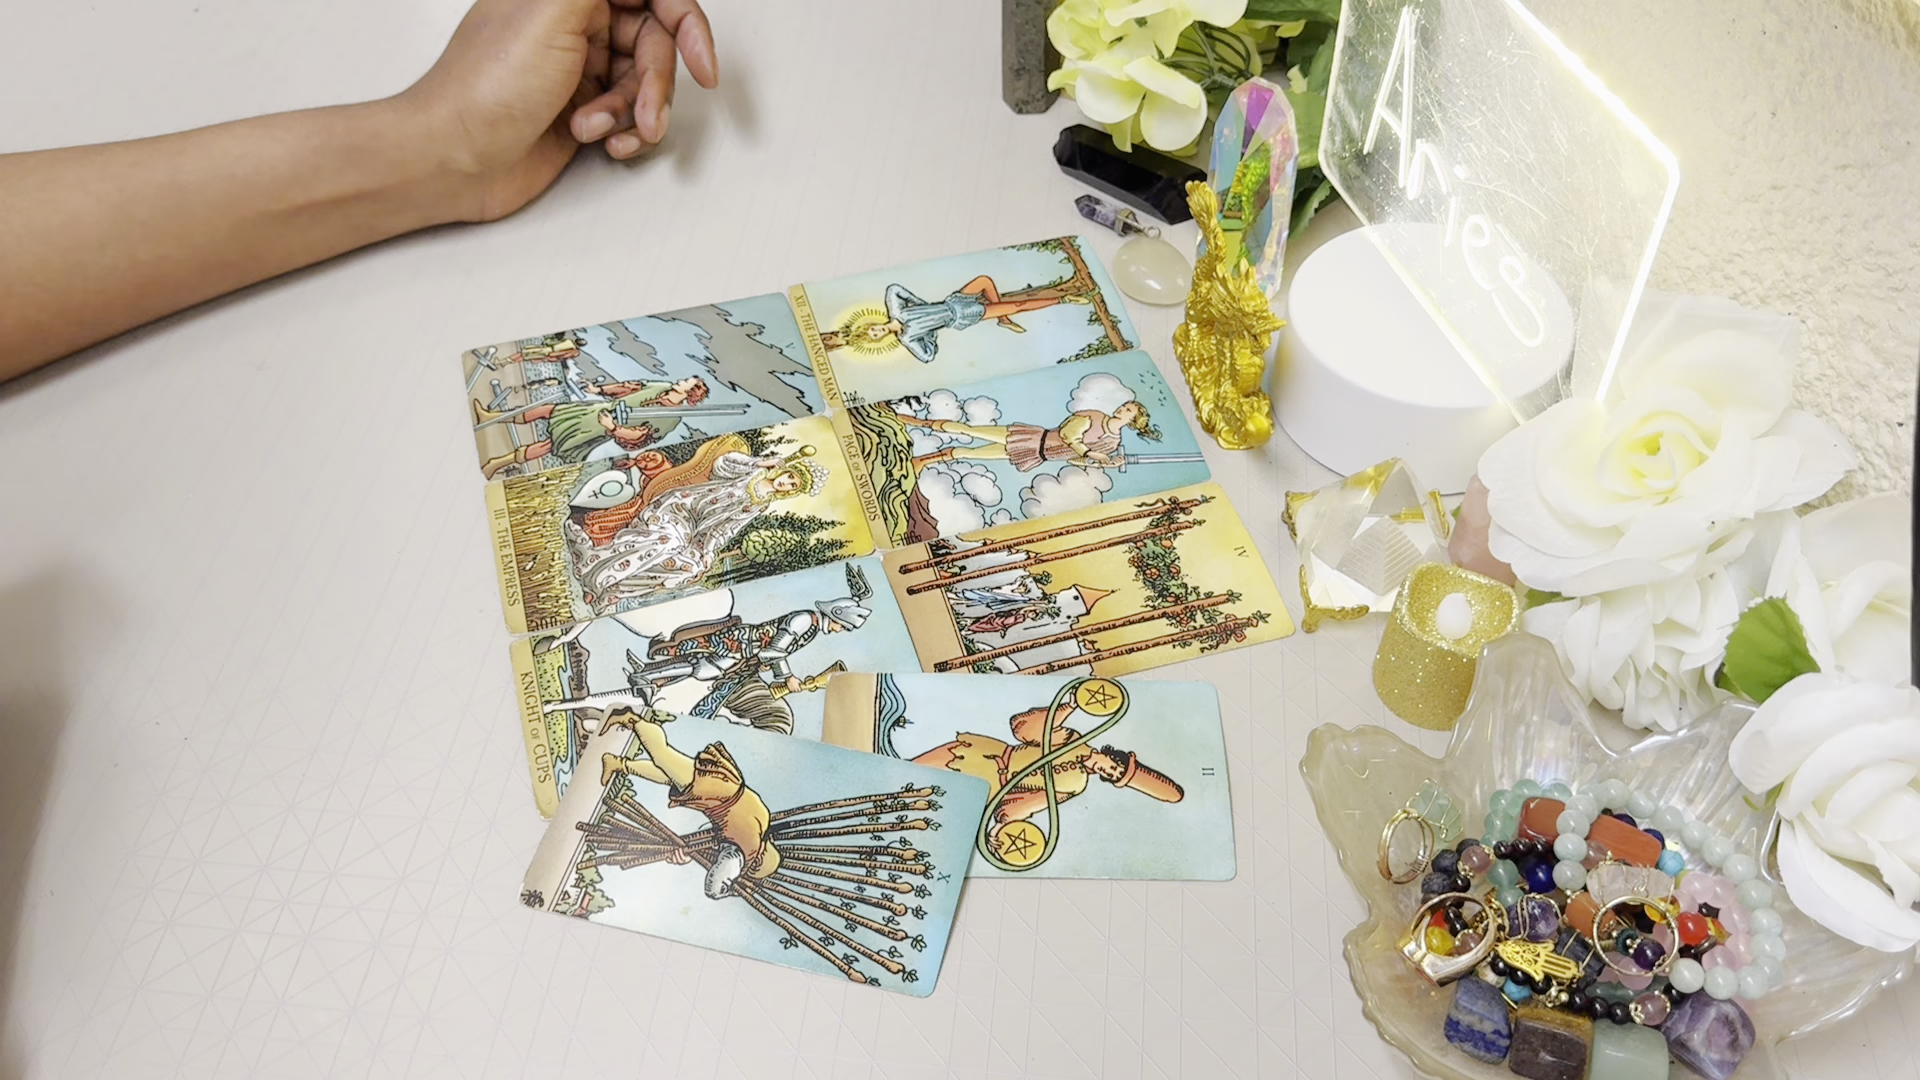 V
XII · THE HANGED MAN
III · THE EMPRESS
PAGE OF SWORDS
KNIGHT OF CUPS
IV
II
X
Aries